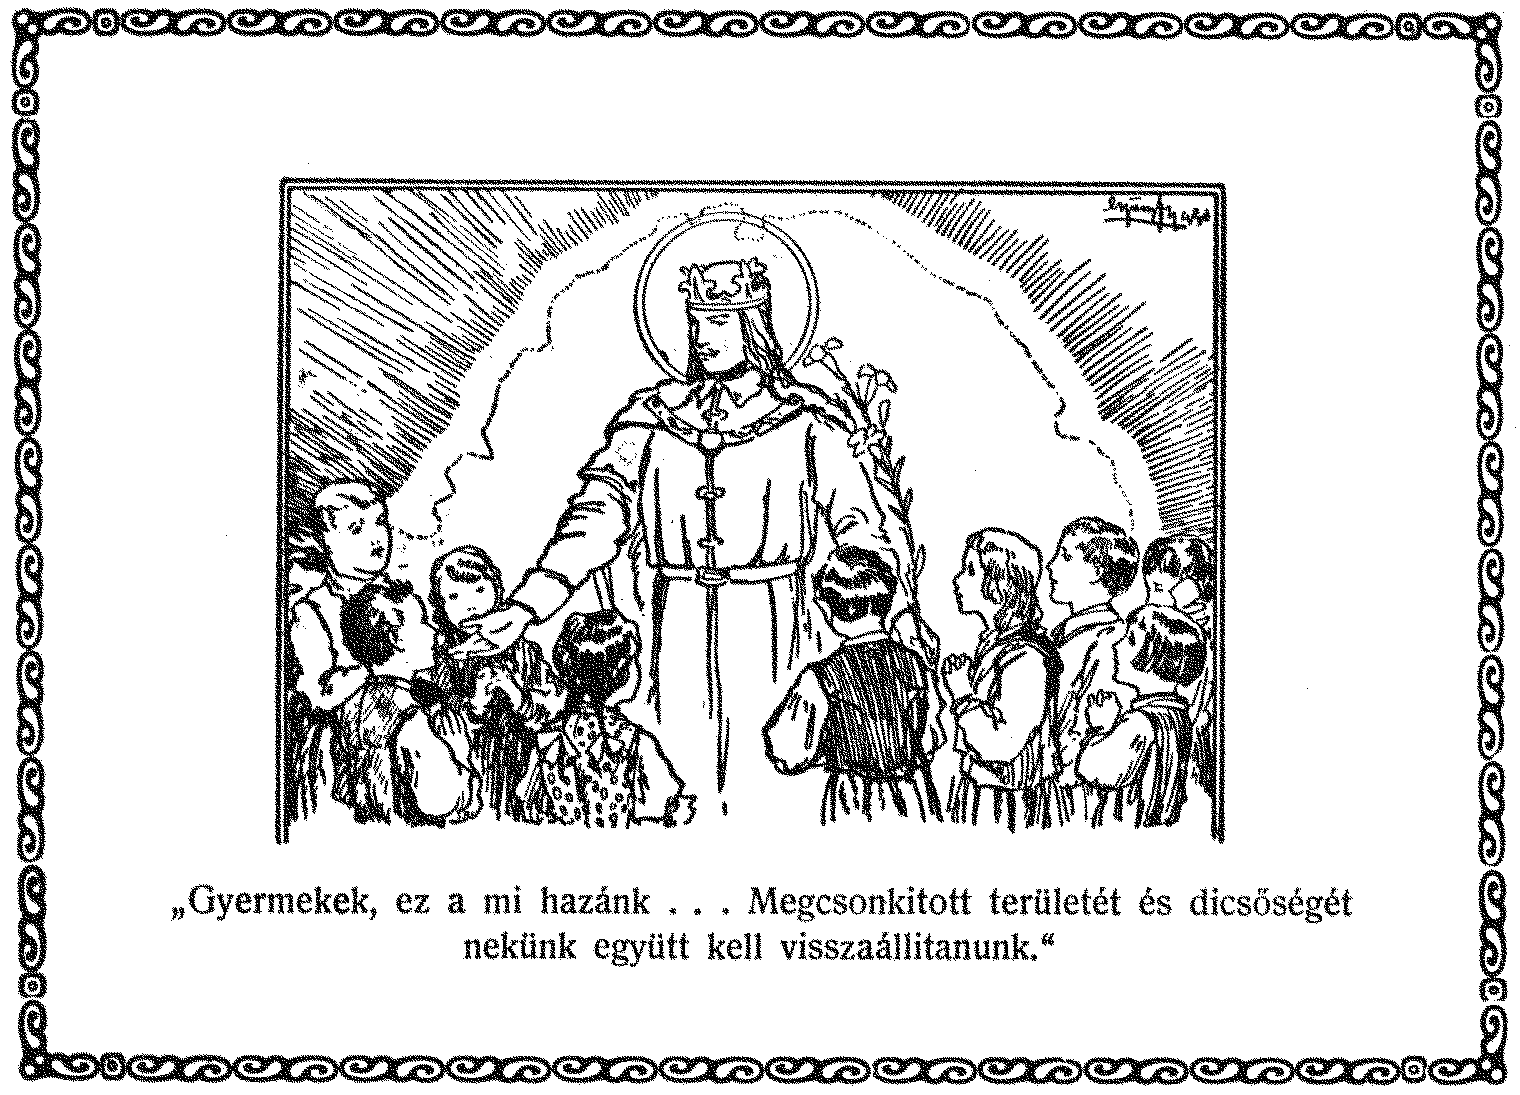 „Gyermekek, ez a mi hazánk . . . Megcsonkitott területét és dicsőségét
nekünk együtt kell visszaállitanunk.“